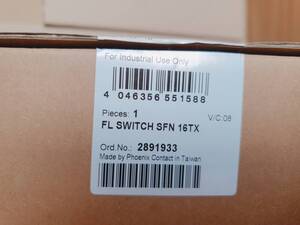 For Industrial Use Only
4 046356 551588
Pieces: 1
V/C:08
FL SWITCH SFN 16TX
Ord.No.: 2891933
Made by Phoenix Contact in Taiwan